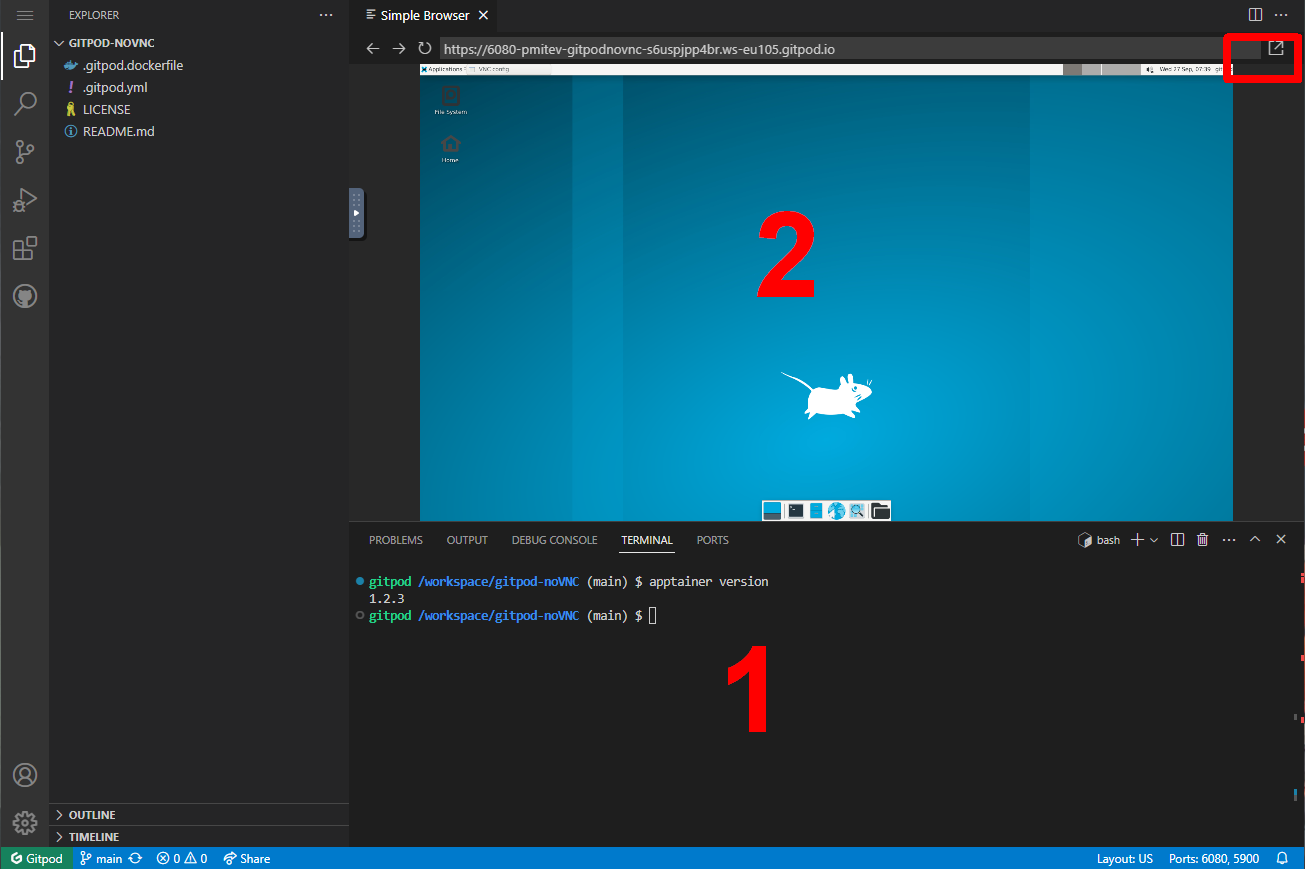 EXPLORER
GITPOD-NOVNC
.gitpod.dockerfile
.gitpod.yml
LICENSE
README.md
OUTLINE
TIMELINE
Simple Browser
https://6080-pmitev-gitpodnovnc-s6uspjpp4br.ws-eu105.gitpod.io
Applications VNC config Wed 27 Sep, 07:39
File System
Home
2
PROBLEMS OUTPUT DEBUG CONSOLE TERMINAL PORTS bash
gitpod /workspace/gitpod-noVNC (main) $ apptainer version
1.2.3
gitpod /workspace/gitpod-noVNC (main) $
1
Gitpod main 0 0 Share Layout: US Ports: 6080, 5900